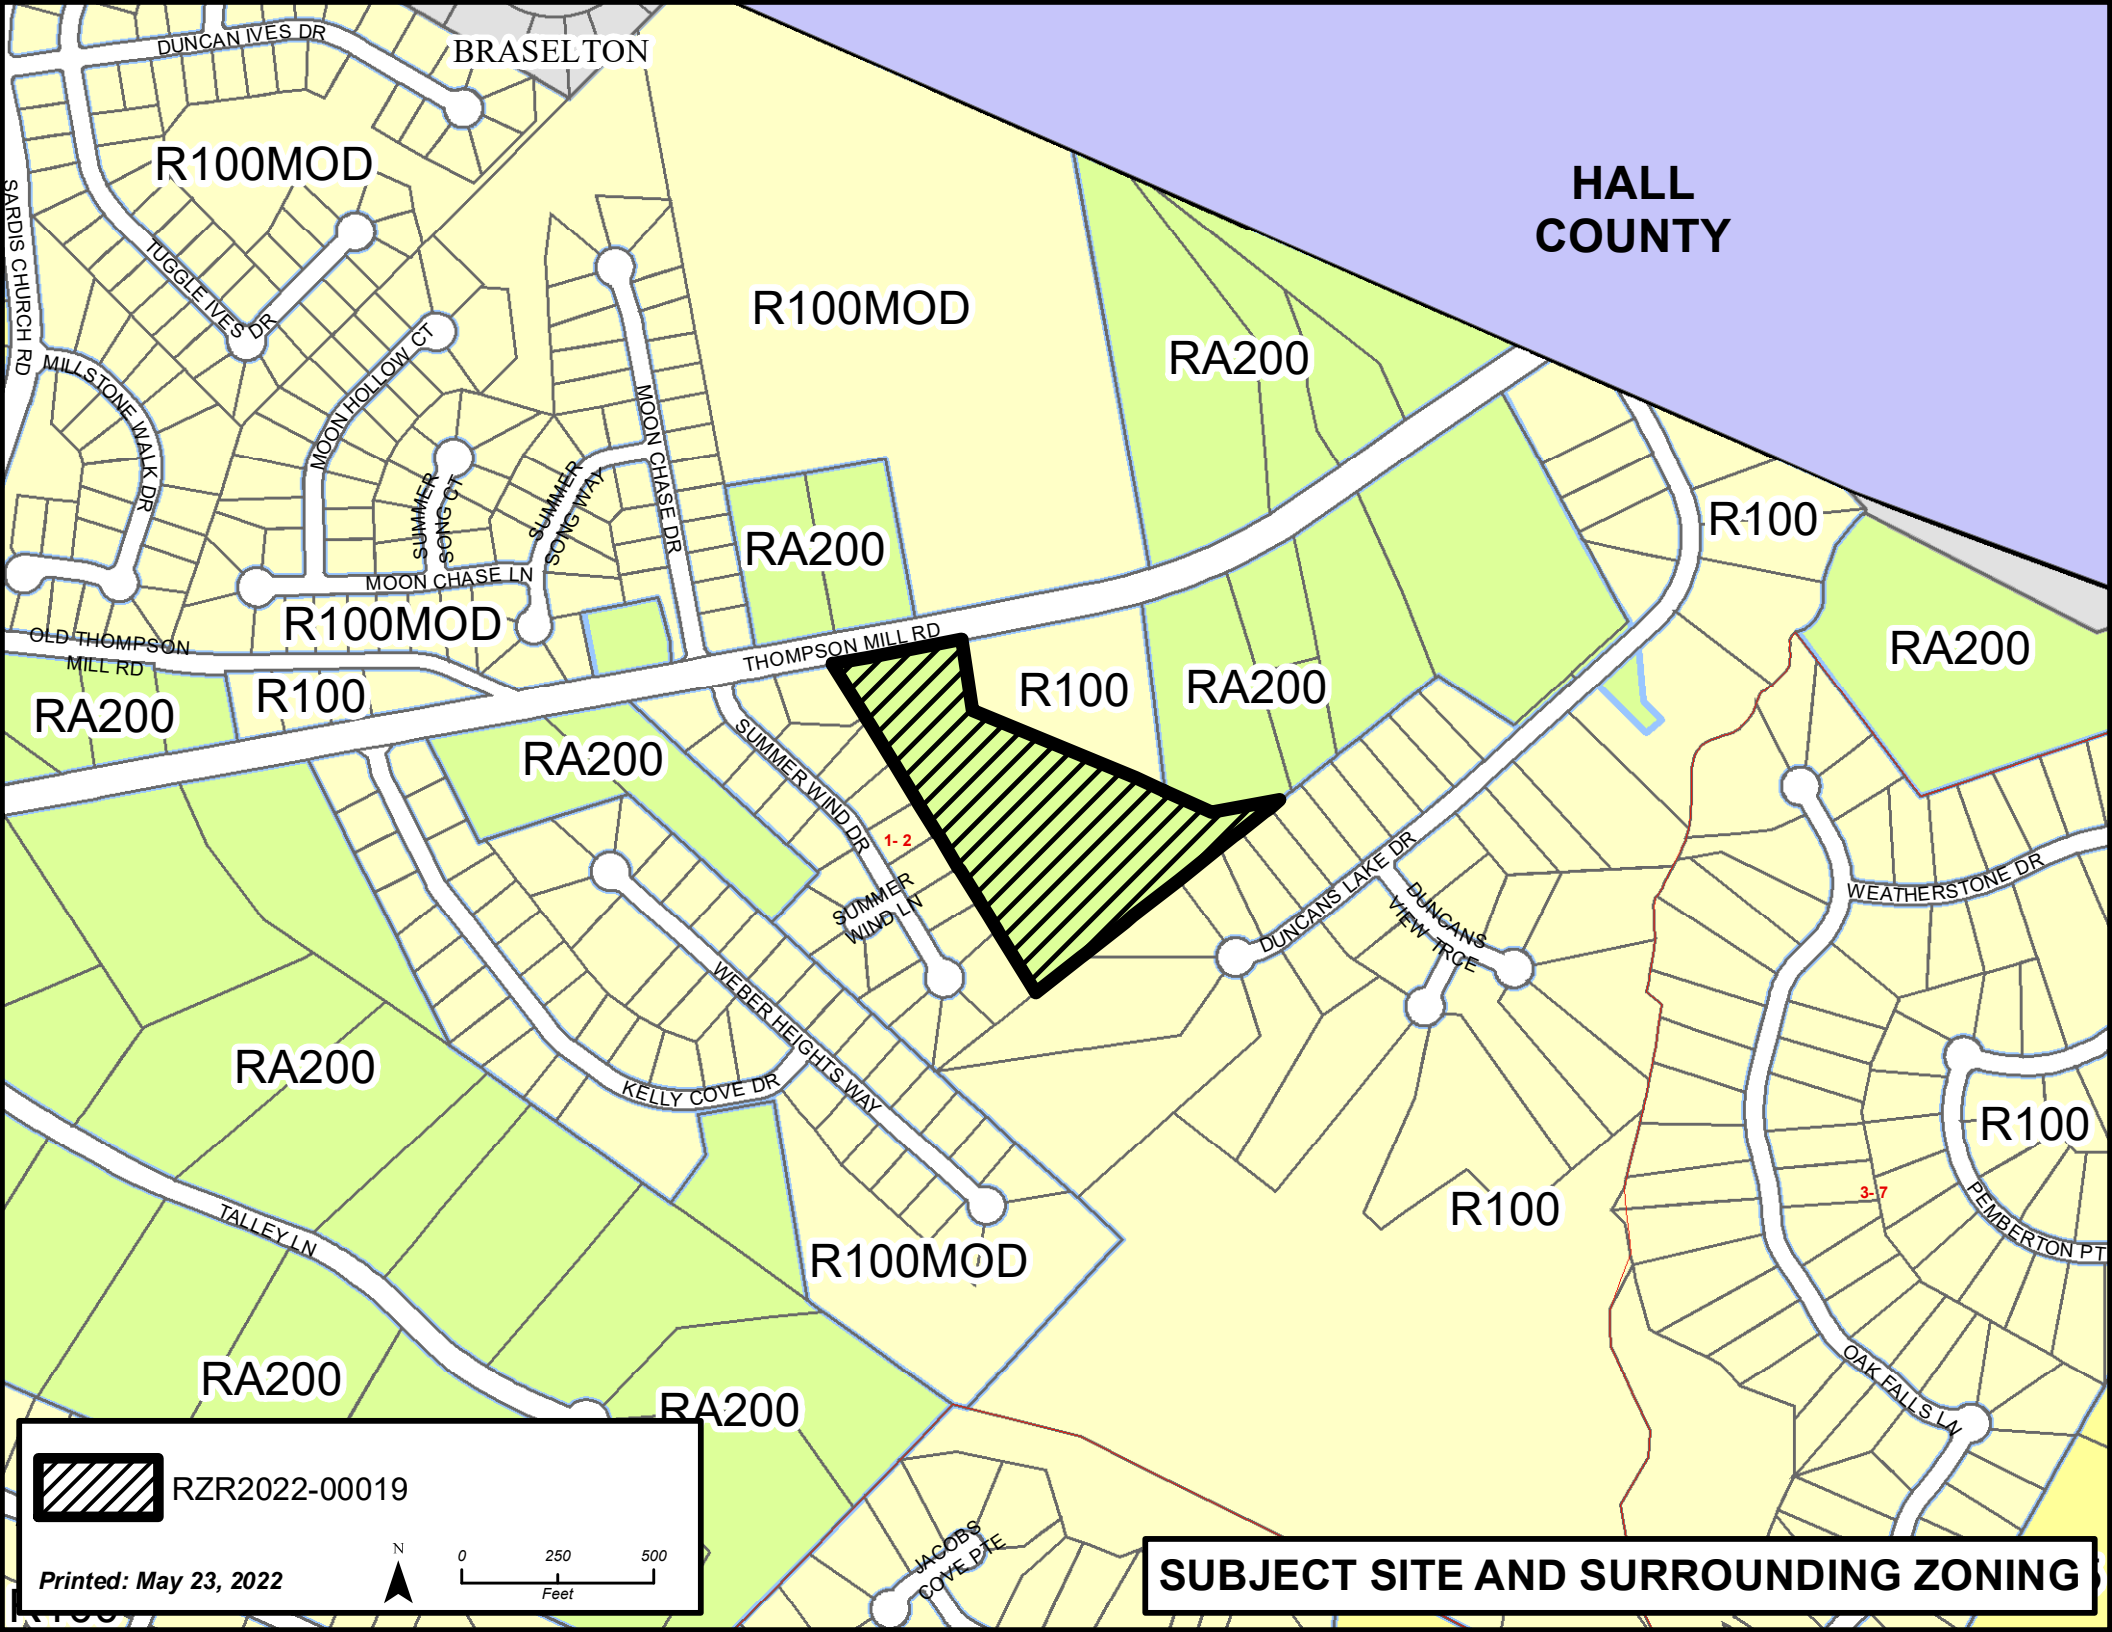 DUNCAN IVES DR
BRASELTON
R100MOD
HALL
COUNTY
SARDIS CHURCH RD
TUGGLE IVES DR
R100MOD
RA200
MILLSTONE WALK DR
MOON HOLLOW CT
MOON CHASE DR
SUMMER
SONG CT
SUMMER
SONG WAY
R100
RA200
MOON CHASE LN
R100MOD
OLD THOMPSON
MILL RD
THOMPSON MILL RD
RA200
R100
RA200
R100
RA200
RA200
SUMMER WIND DR
1- 2
SUMMER
WIND LN
DUNCANS LAKE DR
DUNCANS
VIEW TRCE
WEATHERSTONE DR
WEBER HEIGHTS WAY
RA200
KELLY COVE DR
R100
3- 7
PEMBERTON PT
R100
TALLEY LN
R100MOD
OAK FALLS LN
RA200
RA200
RZR2022-00019
JACOBS
COVE PTE
N
0 250 500
Feet
Printed: May 23, 2022
SUBJECT SITE AND SURROUNDING ZONING